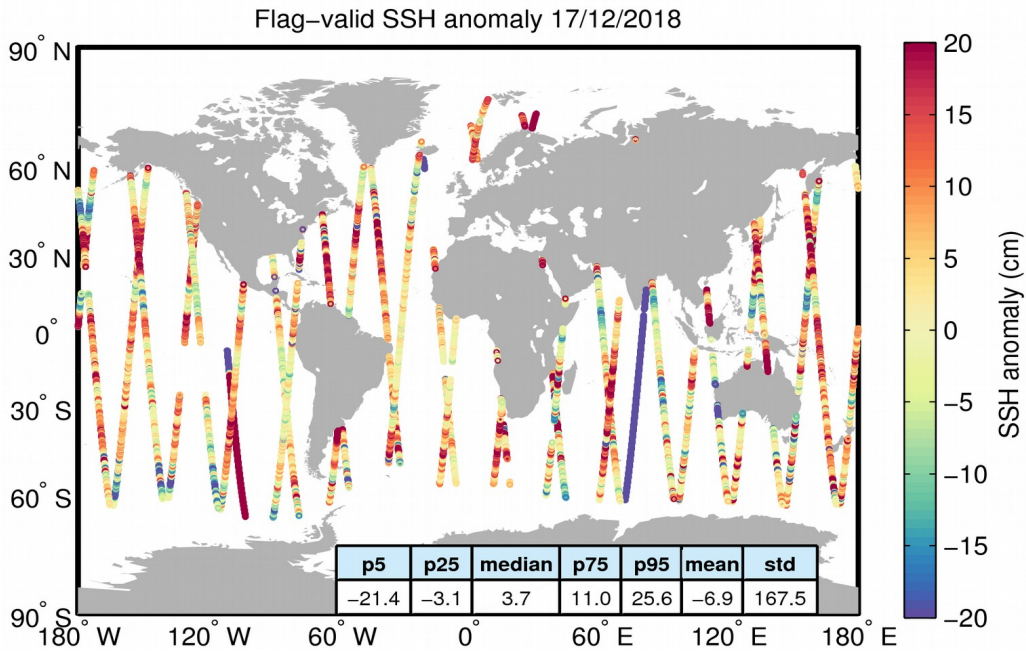 Flag−valid SSH anomaly 17/12/2018
90° N
60° N
30° N
0°
30° S
60° S
90° S
180° W
120° W
60° W
0°
60° E
120° E
180° E
p5 p25 median p75 p95 mean std
−21.4 −3.1 3.7 11.0 25.6 −6.9 167.5
20
15
10
5
0
−5
−10
−15
−20
SSH anomaly (cm)